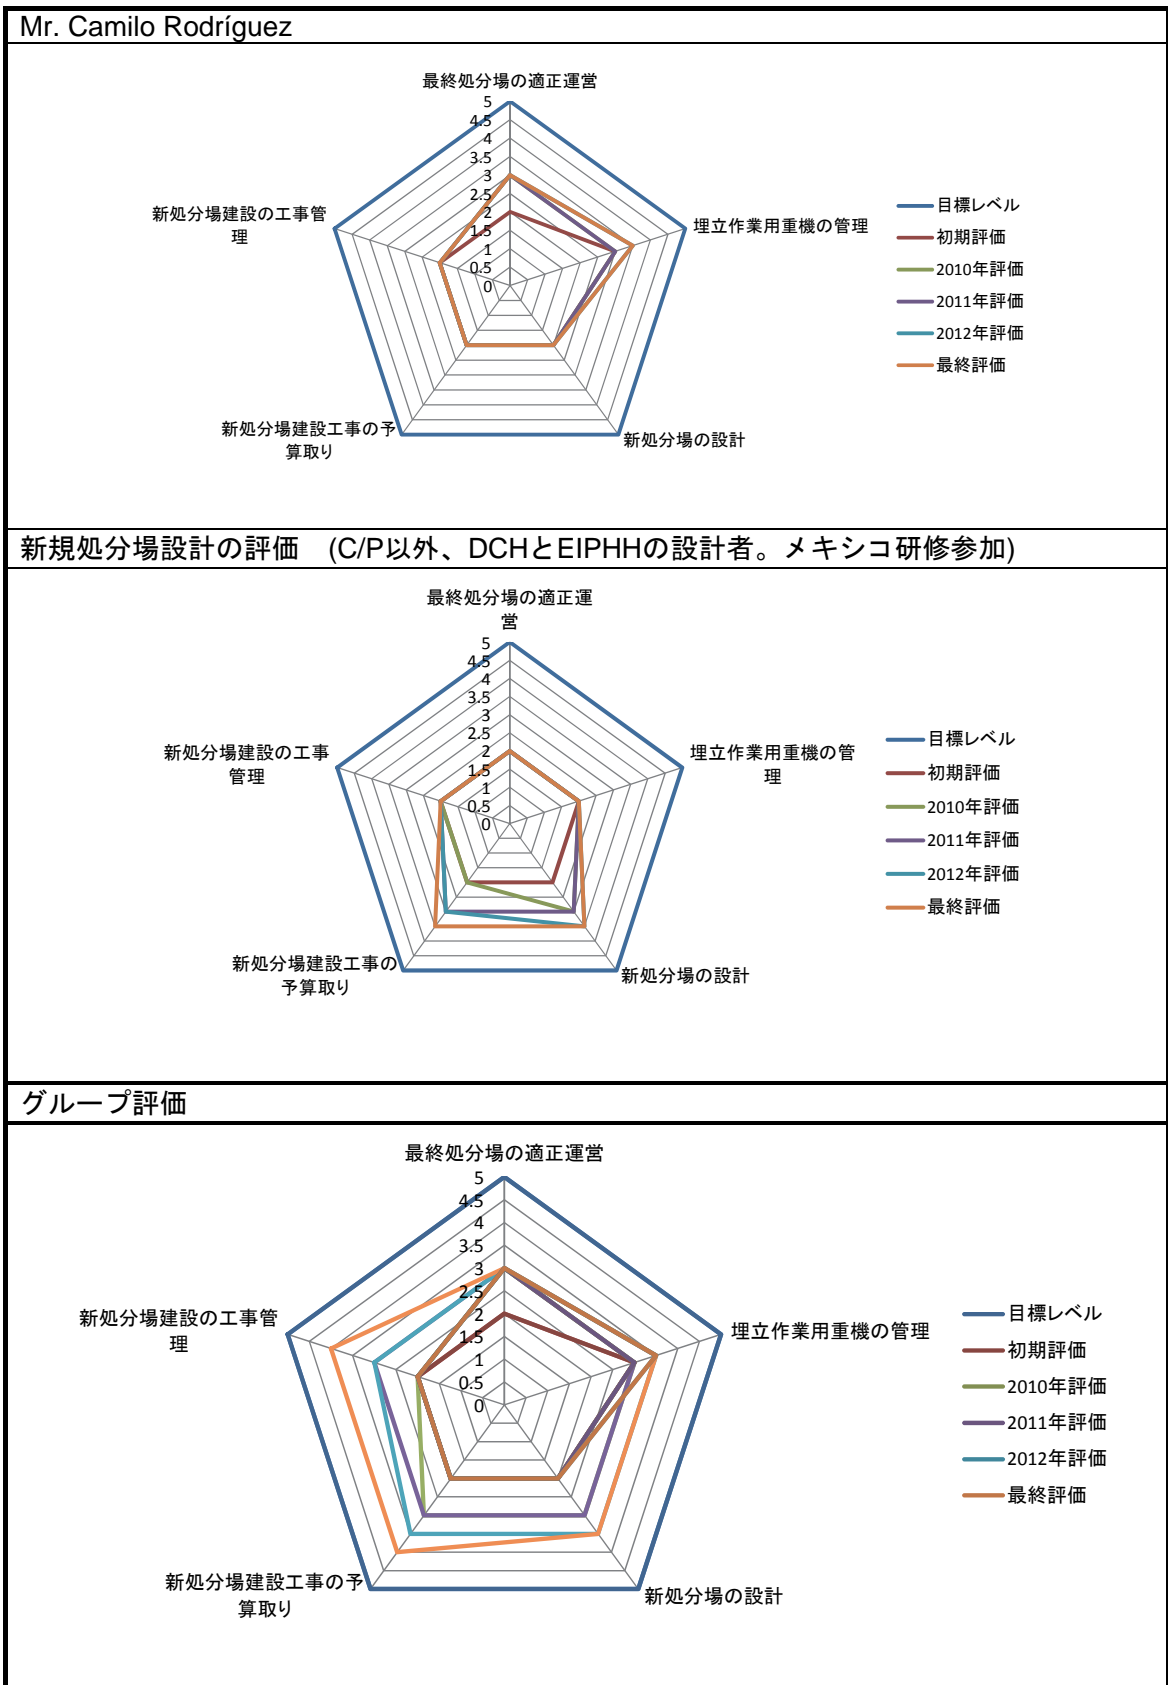 Mr. Camilo Rodríguez
最終処分場の適正運営
5
4.5
4
3.5
3
2.5
2
1.5
1
0.5
0
埋立作業用重機の管理
新処分場の設計
新処分場建設工事の予
算取り
新処分場建設の工事管
理
目標レベル
初期評価
2010年評価
2011年評価
2012年評価
最終評価
新規処分場設計の評価　(C/P以外、DCHとEIPHHの設計者。メキシコ研修参加)
最終処分場の適正運
営
5
4.5
4
3.5
3
2.5
2
1.5
1
0.5
0
埋立作業用重機の管
理
新処分場の設計
新処分場建設工事の
予算取り
新処分場建設の工事
管理
目標レベル
初期評価
2010年評価
2011年評価
2012年評価
最終評価
グループ評価
最終処分場の適正運営
5
4.5
4
3.5
3
2.5
2
1.5
1
0.5
0
埋立作業用重機の管理
新処分場の設計
新処分場建設工事の予
算取り
新処分場建設の工事管
理
目標レベル
初期評価
2010年評価
2011年評価
2012年評価
最終評価